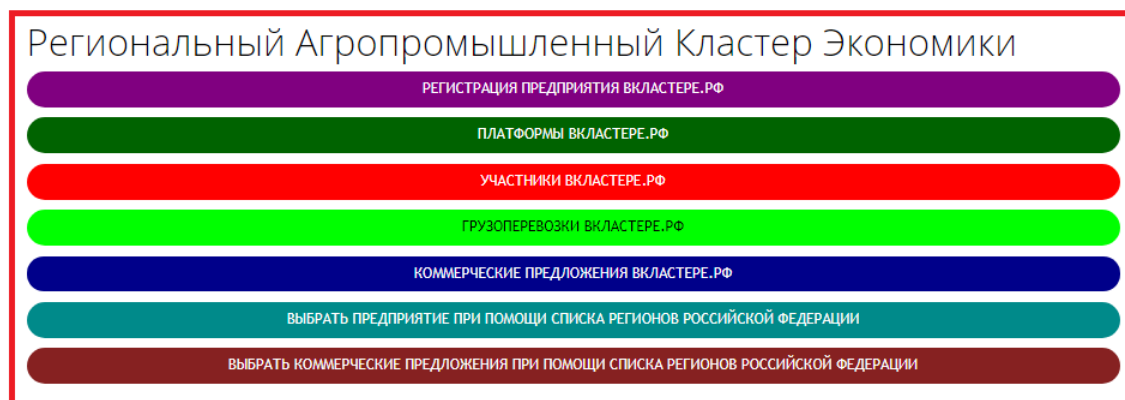 Региональный Агропромышленный Кластер Экономики
РЕГИСТРАЦИЯ ПРЕДПРИЯТИЯ ВКЛАСТЕРЕ.РФ
ПЛАТФОРМЫ ВКЛАСТЕРЕ.РФ
УЧАСТНИКИ ВКЛАСТЕРЕ.РФ
ГРУЗОПЕРЕВОЗКИ ВКЛАСТЕРЕ.РФ
КОММЕРЧЕСКИЕ ПРЕДЛОЖЕНИЯ ВКЛАСТЕРЕ.РФ
ВЫБРАТЬ ПРЕДПРИЯТИЕ ПРИ ПОМОЩИ СПИСКА РЕГИОНОВ РОССИЙСКОЙ ФЕДЕРАЦИИ
ВЫБРАТЬ КОММЕРЧЕСКИЕ ПРЕДЛОЖЕНИЯ ПРИ ПОМОЩИ СПИСКА РЕГИОНОВ РОССИЙСКОЙ ФЕДЕРАЦИИ